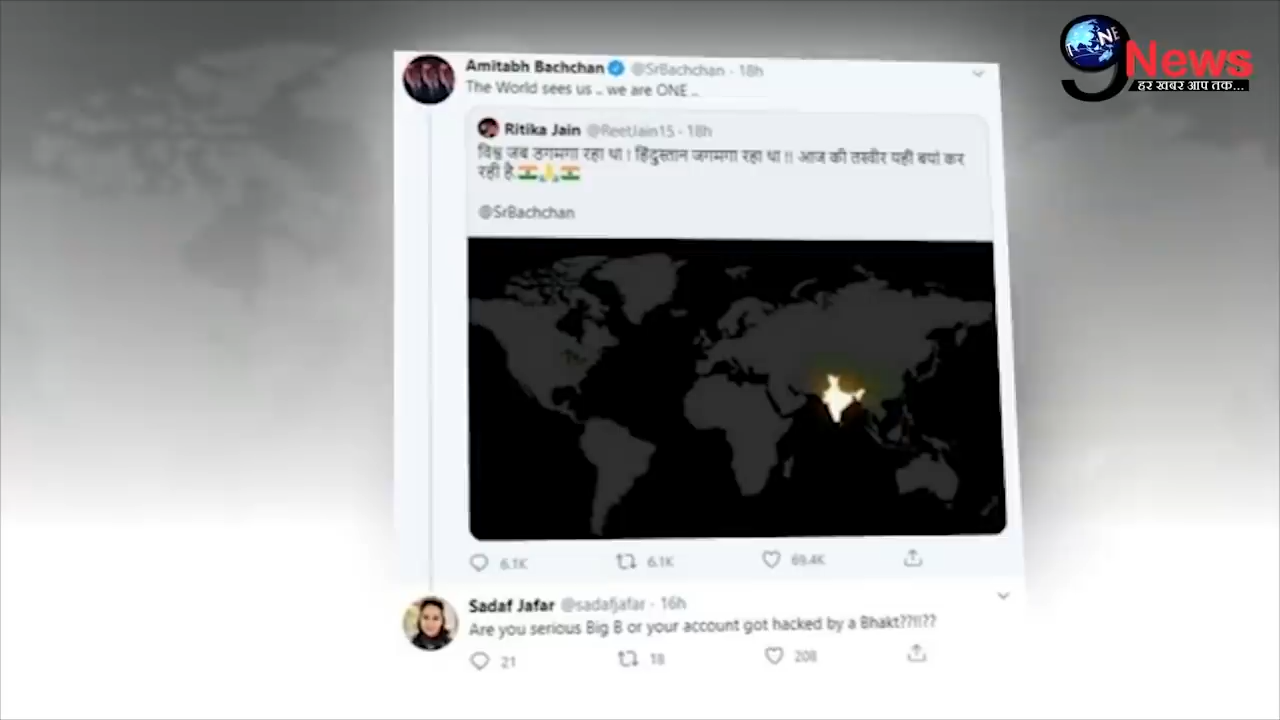 NE
9 News
हर खबर आप तक...
Amitabh Bachchan @SrBachchan · 18h
The World sees us .. we are ONE ..
Ritika Jain @ReetJain15 · 18h
विश्व जब डगमगा रहा था । हिंदुस्तान जगमगा रहा था !! आज की तस्वीर यही बयां कर
रही है
@SrBachchan
6.1K 6.1K 69.4K
Sadaf Jafar @sadafjafar · 16h
Are you serious Big B or your account got hacked by a Bhakt??!!??
21 18 208